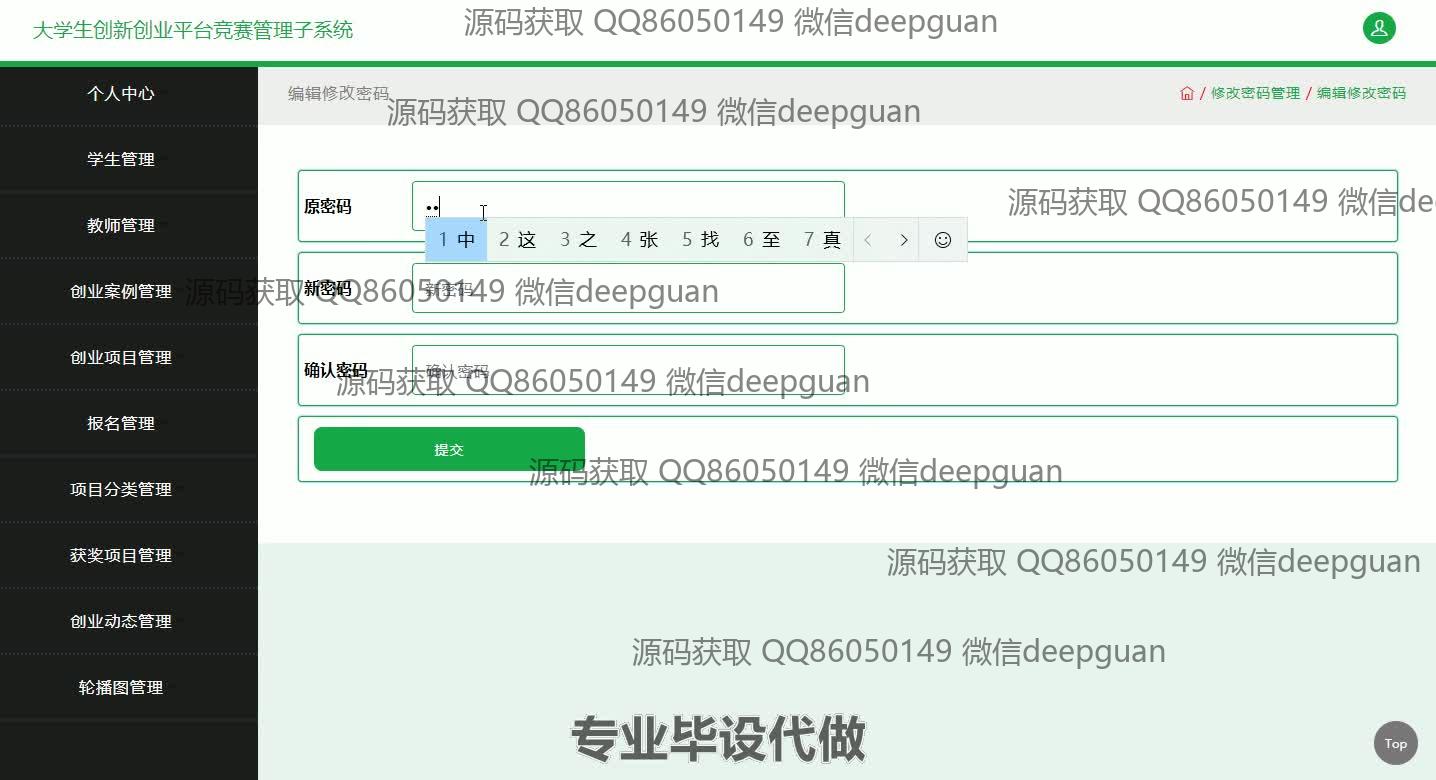 大学生创新创业平台竞赛管理子系统
源码获取 QQ86050149 微信deepguan
个人中心
编辑修改密码
/ 修改密码管理 / 编辑修改密码
源码获取 QQ86050149 微信deepguan
学生管理
源码获取 QQ86050149 微信de
原密码
教师管理
1 中 2 这 3 之 4 张 5 找 6 至 7 真
创业案例管理
新密码
新密码
源码获取 QQ86050149 微信deepguan
创业项目管理
确认密码
确认密码
源码获取 QQ86050149 微信deepguan
报名管理
提交
源码获取 QQ86050149 微信deepguan
项目分类管理
获奖项目管理
源码获取 QQ86050149 微信deepguan
创业动态管理
源码获取 QQ86050149 微信deepguan
轮播图管理
专业毕设代做
Top